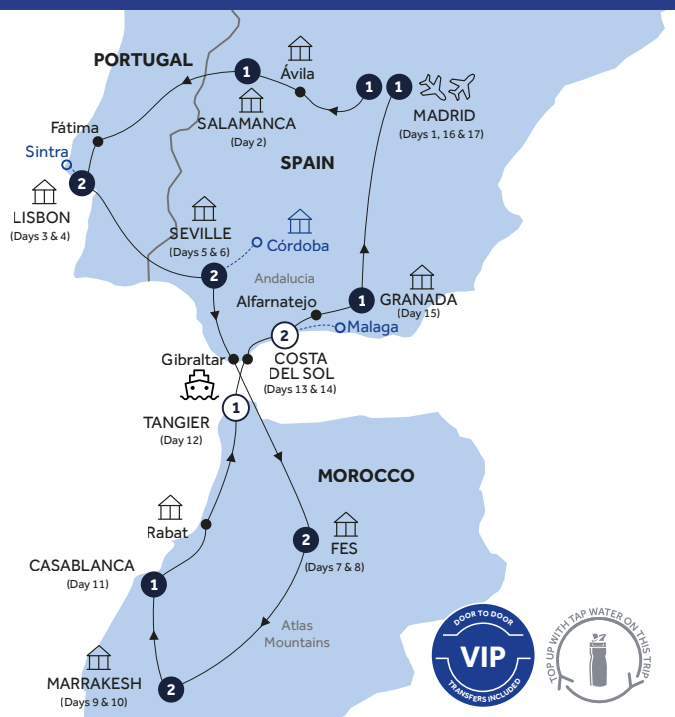 PORTUGAL
1
Ávila
1
1
MADRID
(Days 1, 16 & 17)
SALAMANCA
(Day 2)
Fátima
Sintra
SPAIN
2
LISBON
(Days 3 & 4)
SEVILLE
(Days 5 & 6)
Córdoba
2
Andalucia
Alfarnatejo
1
GRANADA
(Day 15)
Malaga
2
Gibraltar
COSTA
DEL SOL
(Days 13 & 14)
1
TANGIER
(Day 12)
MOROCCO
Rabat
2
FES
(Days 7 & 8)
CASABLANCA
(Day 11)
1
Atlas
Mountains
MARRAKESH
(Days 9 & 10)
2
DOOR TO DOOR
VIP
TRANSFERS INCLUDED
TOP UP WITH TAP WATER ON THIS TRIP